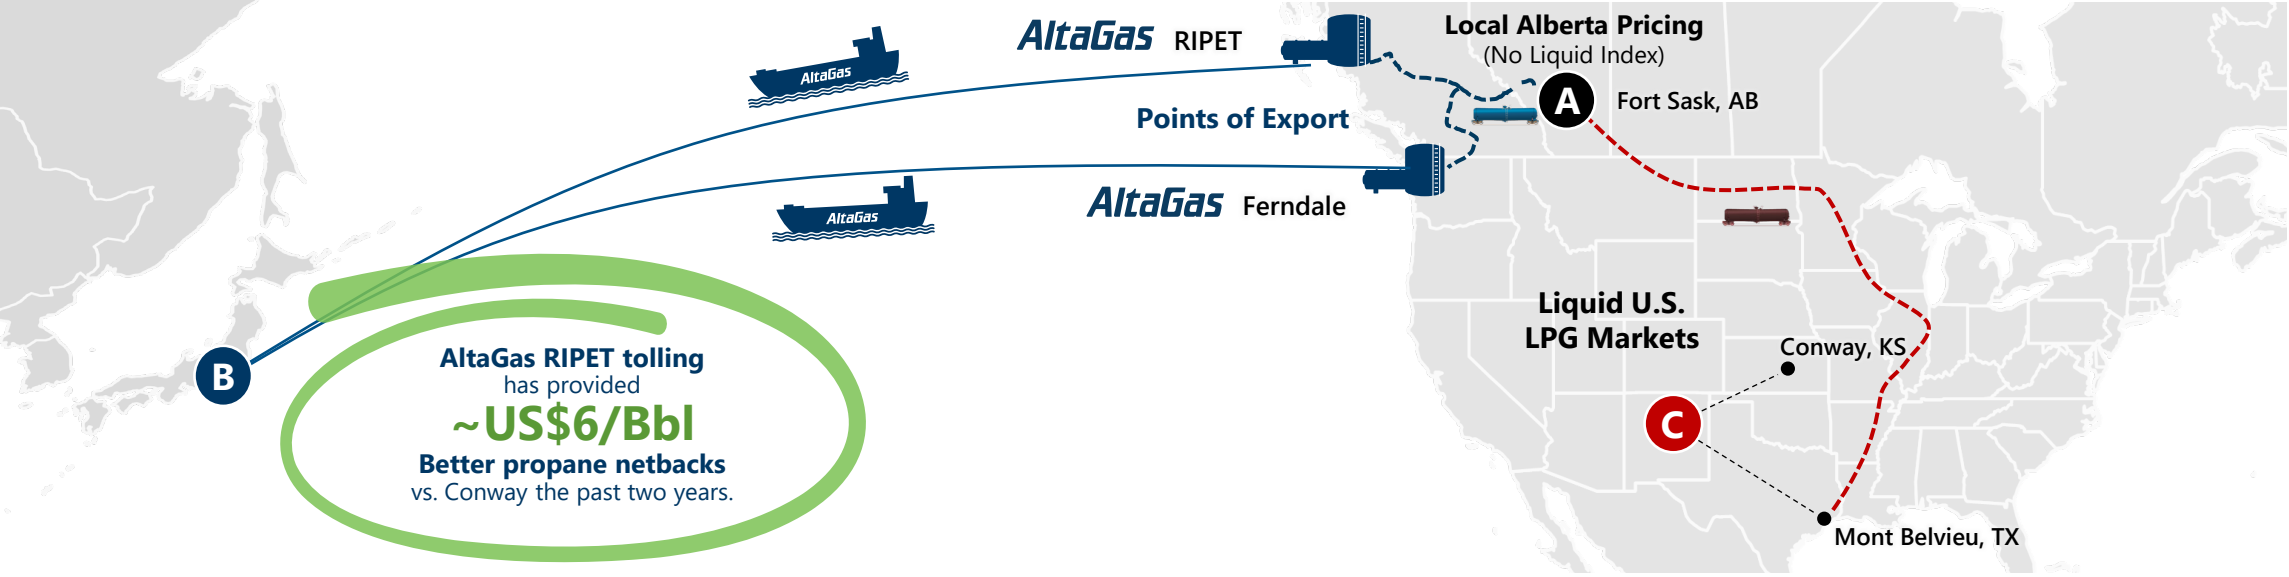 AltaGas RIPET
Local Alberta Pricing
(No Liquid Index)
AltaGas
A
Fort Sask, AB
Points of Export
AltaGas Ferndale
AltaGas
Liquid U.S.
LPG Markets
Conway, KS
B
AltaGas RIPET tolling
has provided
~US$6/Bbl
Better propane netbacks
vs. Conway the past two years.
C
Mont Belvieu, TX